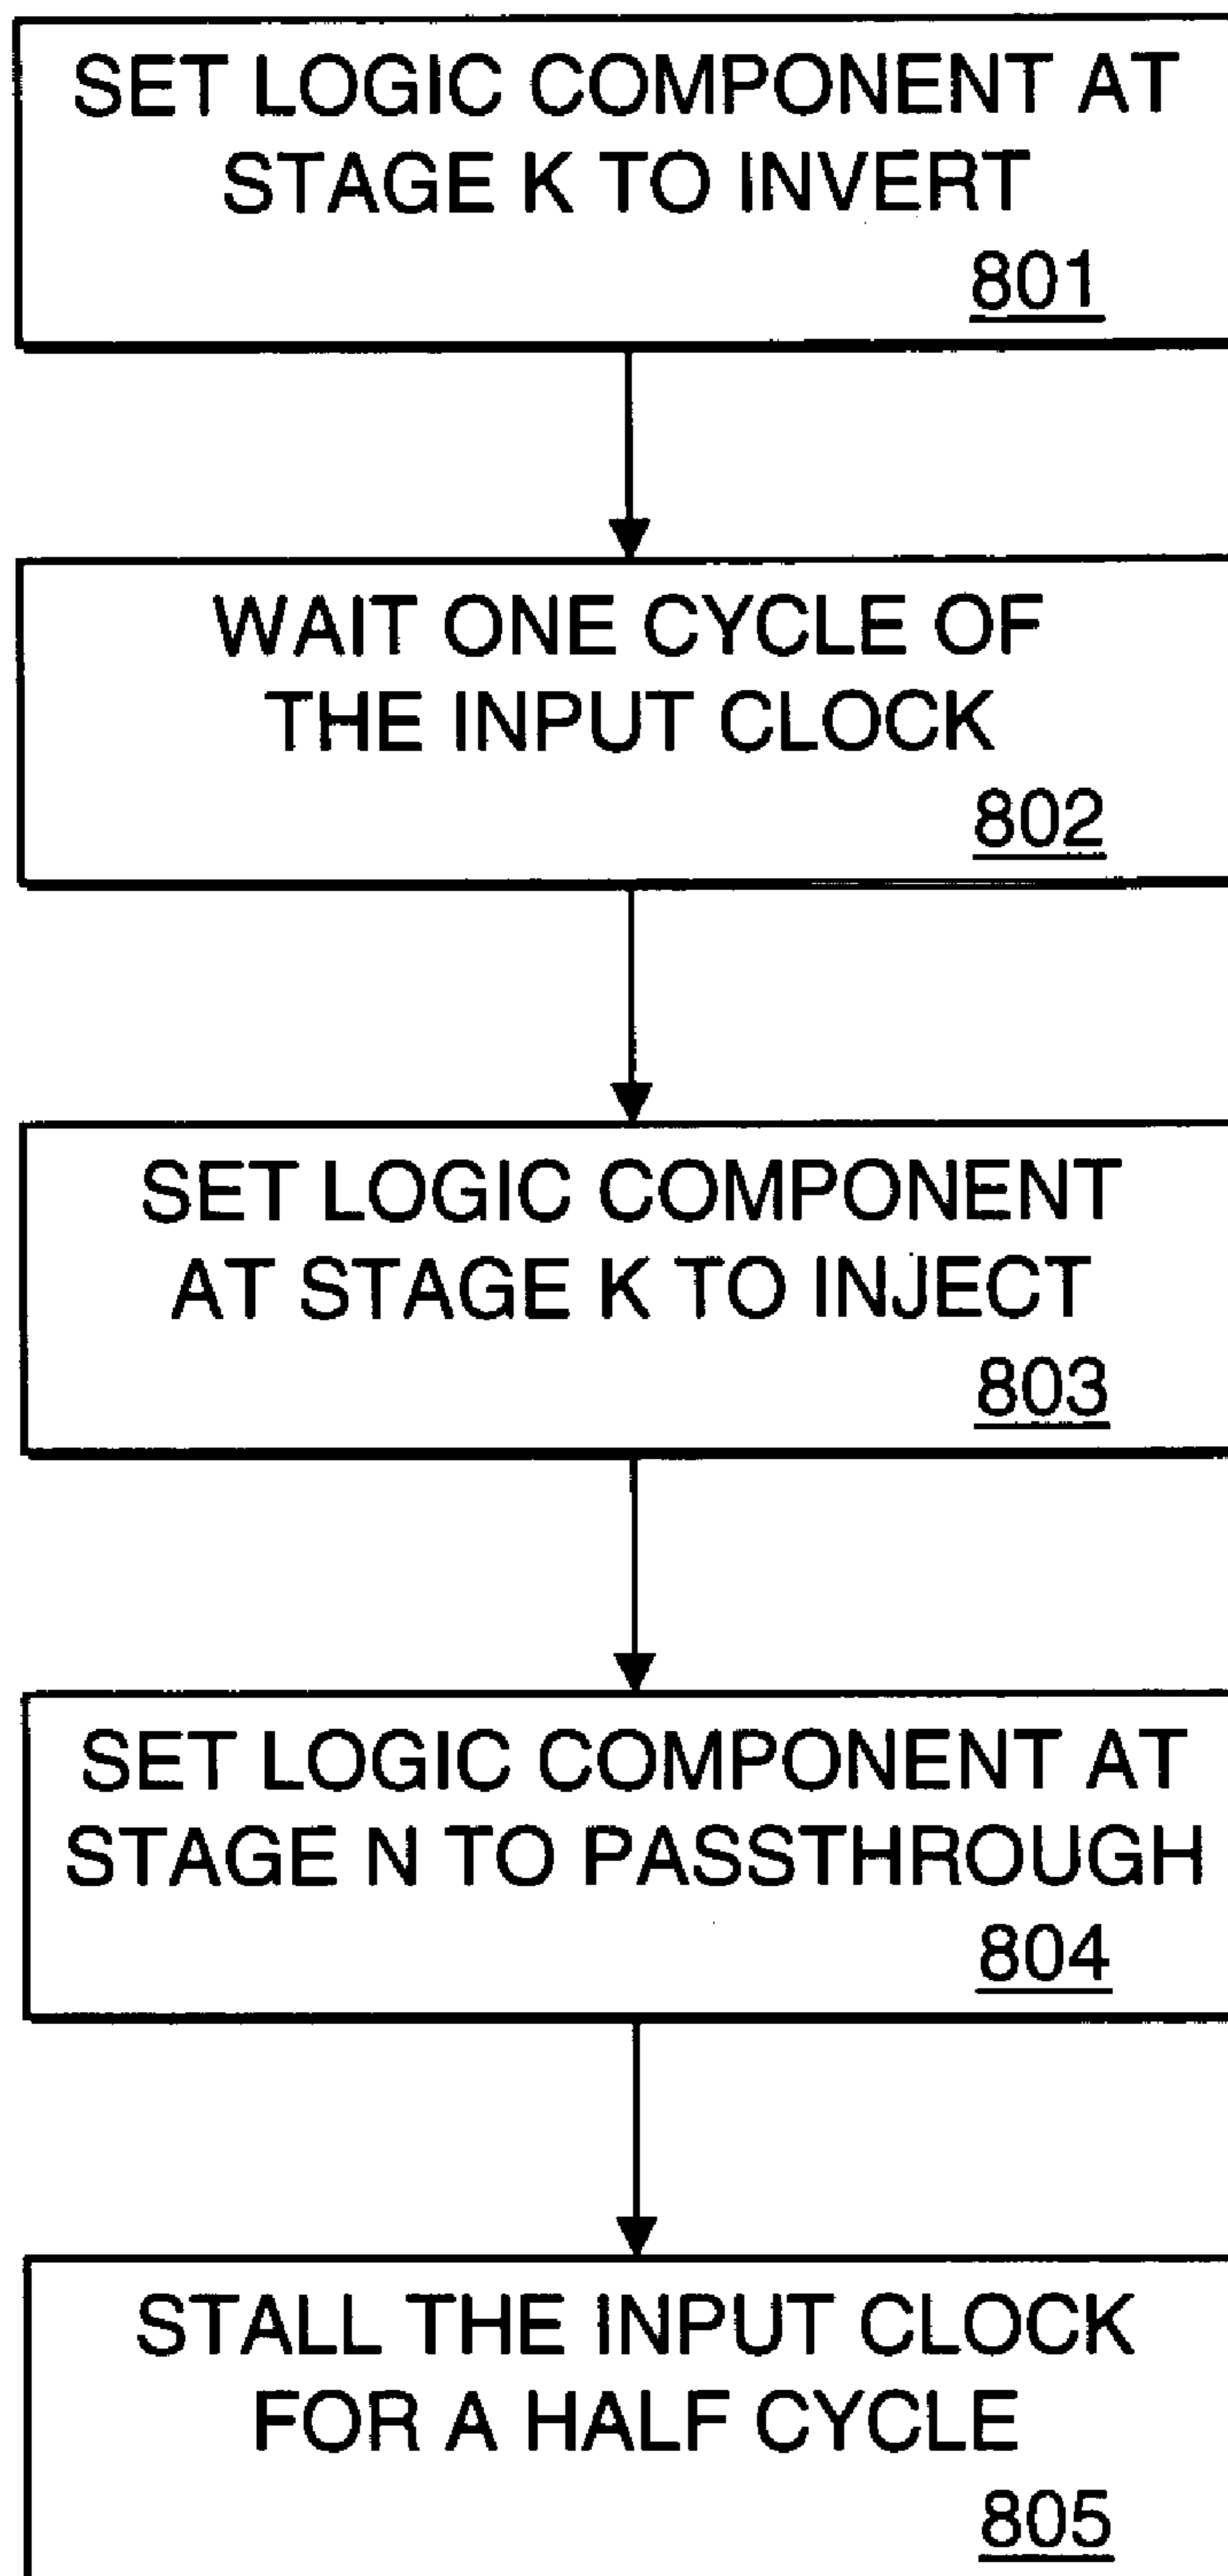 SET LOGIC COMPONENT AT
STAGE K TO INVERT
801
WAIT ONE CYCLE OF
THE INPUT CLOCK
802
SET LOGIC COMPONENT
AT STAGE K TO INJECT
803
SET LOGIC COMPONENT AT
STAGE N TO PASSTHROUGH
804
STALL THE INPUT CLOCK
FOR A HALF CYCLE
805